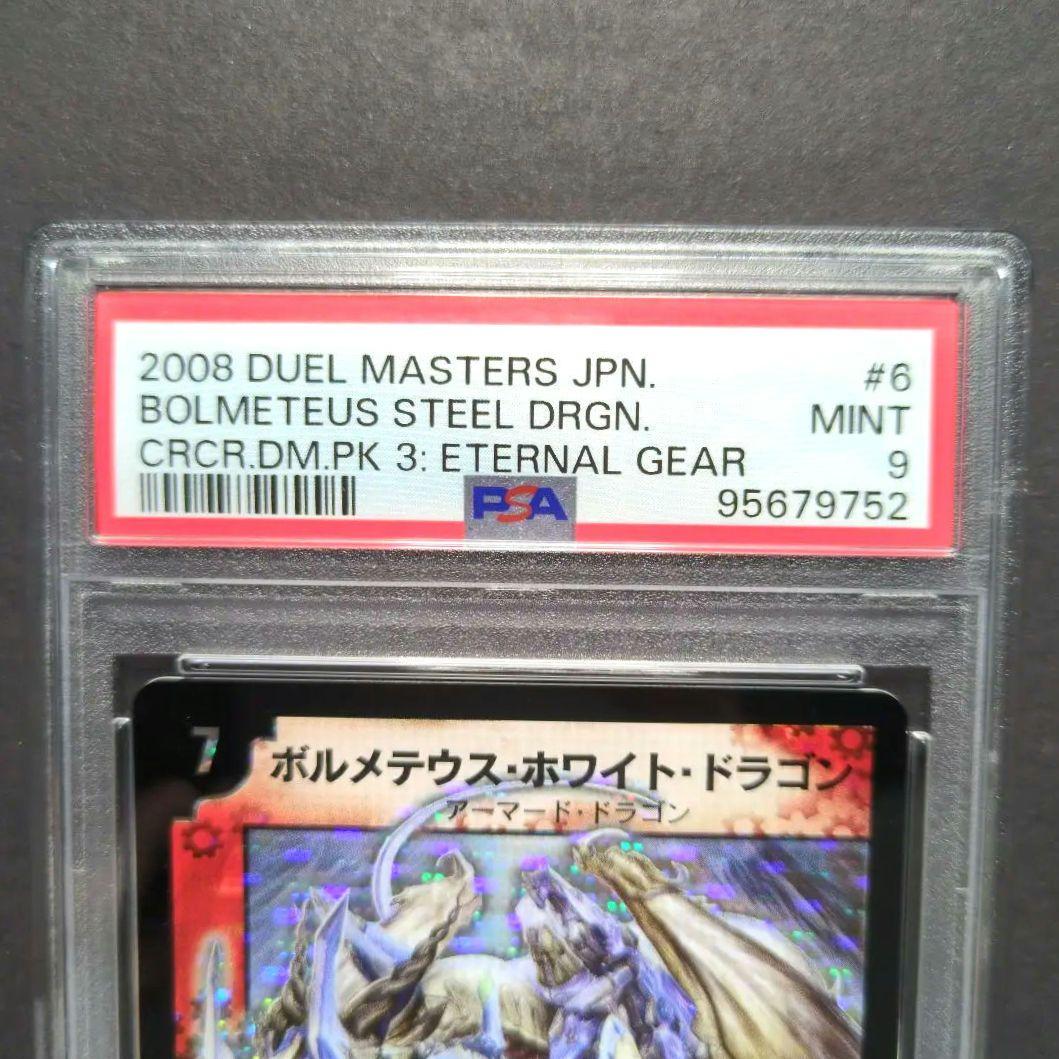 2008 DUEL MASTERS JPN. #6
BOLMETEUS STEEL DRGN. MINT
CRCR.DM.PK 3: ETERNAL GEAR 9
PSA 95679752
7 ボルメテウス・ホワイト・ドラゴン
アーマード・ドラゴン